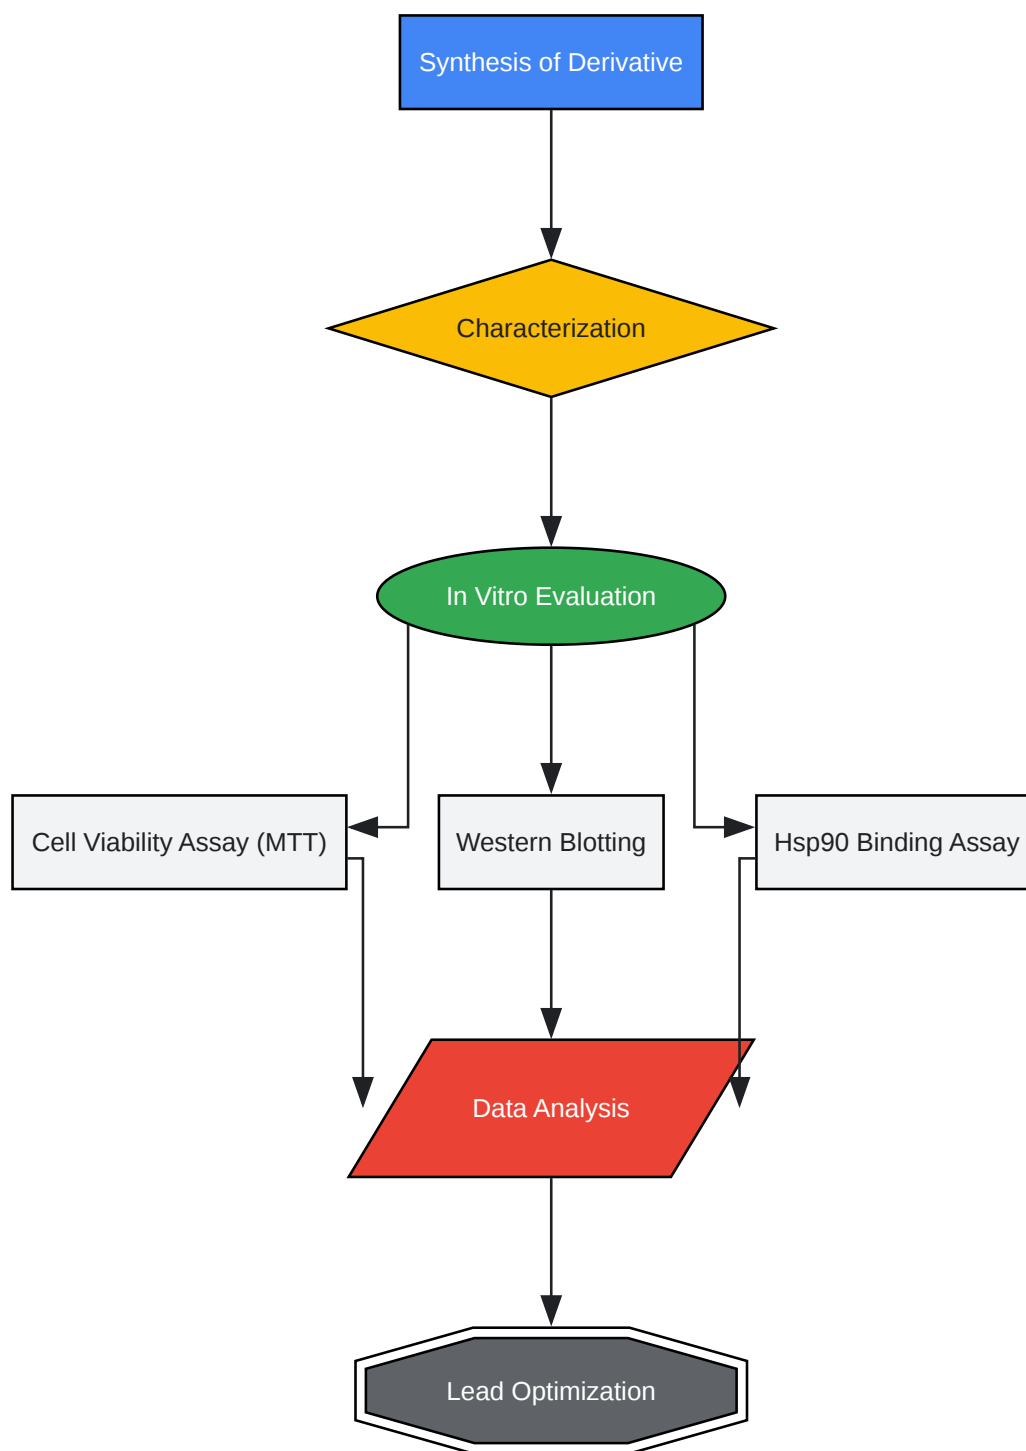 Synthesis of Derivative
Characterization
In Vitro Evaluation
Cell Viability Assay (MTT)
Western Blotting
Hsp90 Binding Assay
Data Analysis
Lead Optimization